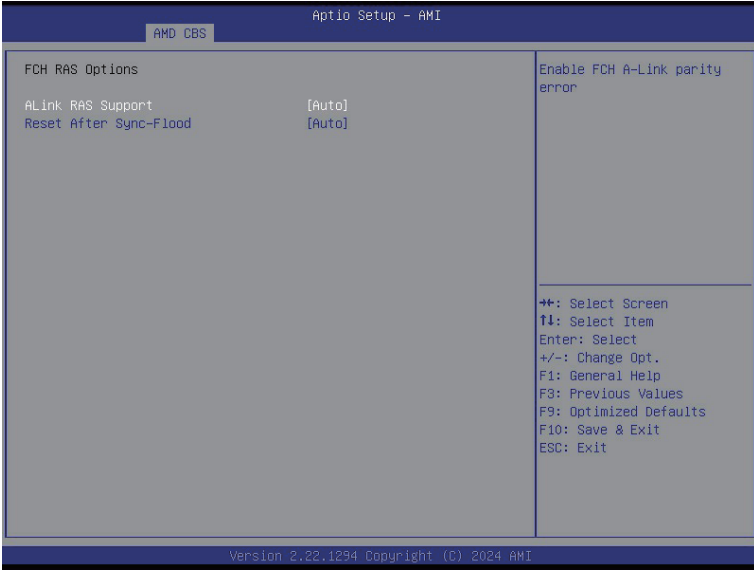 Aptio Setup – AMI
AMD CBS
FCH RAS Options
ALink RAS Support [Auto]
Reset After Sync-Flood [Auto]
Enable FCH A-Link parity
error
→←: Select Screen
↑↓: Select Item
Enter: Select
+/-: Change Opt.
F1: General Help
F3: Previous Values
F9: Optimized Defaults
F10: Save & Exit
ESC: Exit
Version 2.22.1294 Copyright (C) 2024 AMI